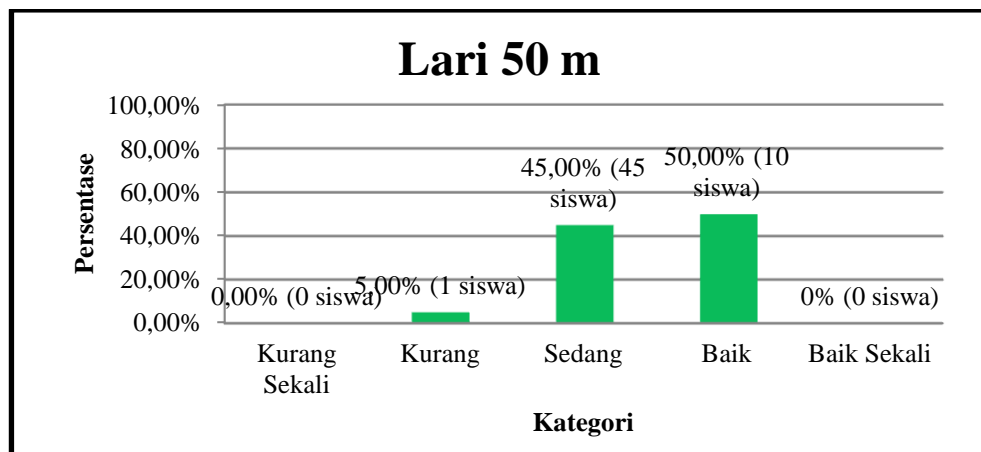 Lari 50 m
100,00%
80,00%
60,00%
40,00%
20,00%
0,00%
Persentase
0,00% (0 siswa)
5,00% (1 siswa)
45,00% (45
siswa)
50,00% (10
siswa)
0% (0 siswa)
Kurang
Sekali
Kurang
Sedang
Baik
Baik Sekali
Kategori